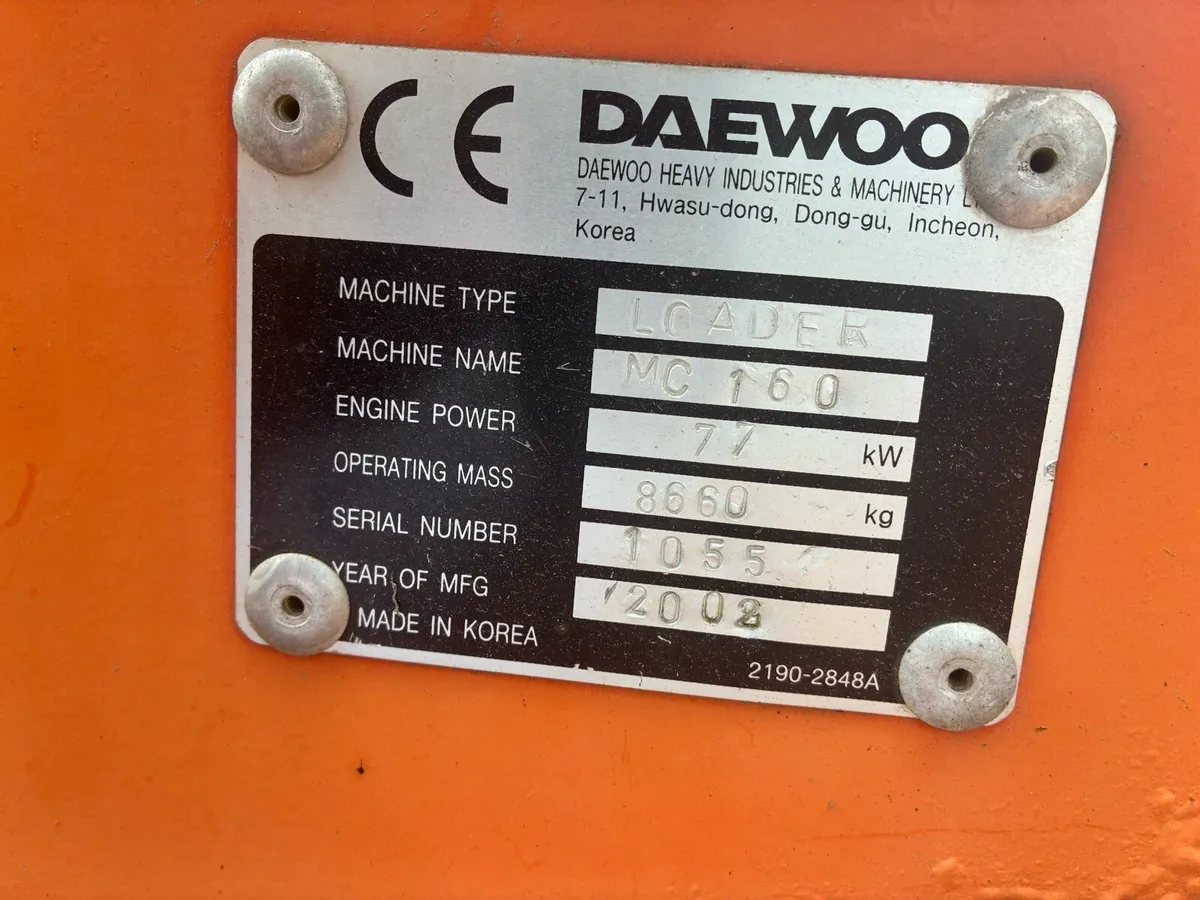 CE
DAEWOO
DAEWOO HEAVY INDUSTRIES & MACHINERY
7-11, Hwasu-dong, Dong-gu, Incheon,
Korea
MACHINE TYPE LOADER
MACHINE NAME MC 160
ENGINE POWER 77 kW
OPERATING MASS 8660 kg
SERIAL NUMBER 1055
YEAR OF MFG
MADE IN KOREA
2190-2848A